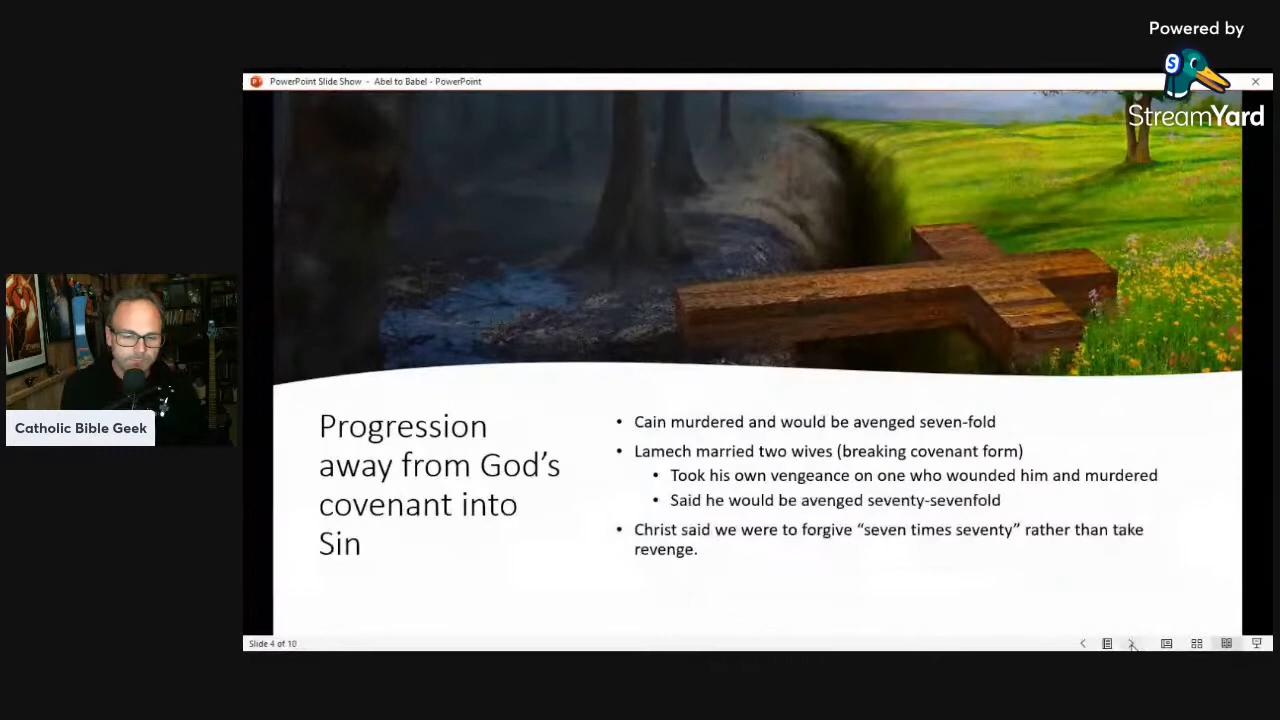 Powered by
StreamYard
PowerPoint Slide Show - Abel to Babel - PowerPoint
Catholic Bible Geek
Progression
away from God's
covenant into
Sin
• Cain murdered and would be avenged seven-fold
• Lamech married two wives (breaking covenant form)
• Took his own vengeance on one who wounded him and murdered
• Said he would be avenged seventy-sevenfold
• Christ said we were to forgive “seven times seventy” rather than take
revenge.
Slide 4 of 10